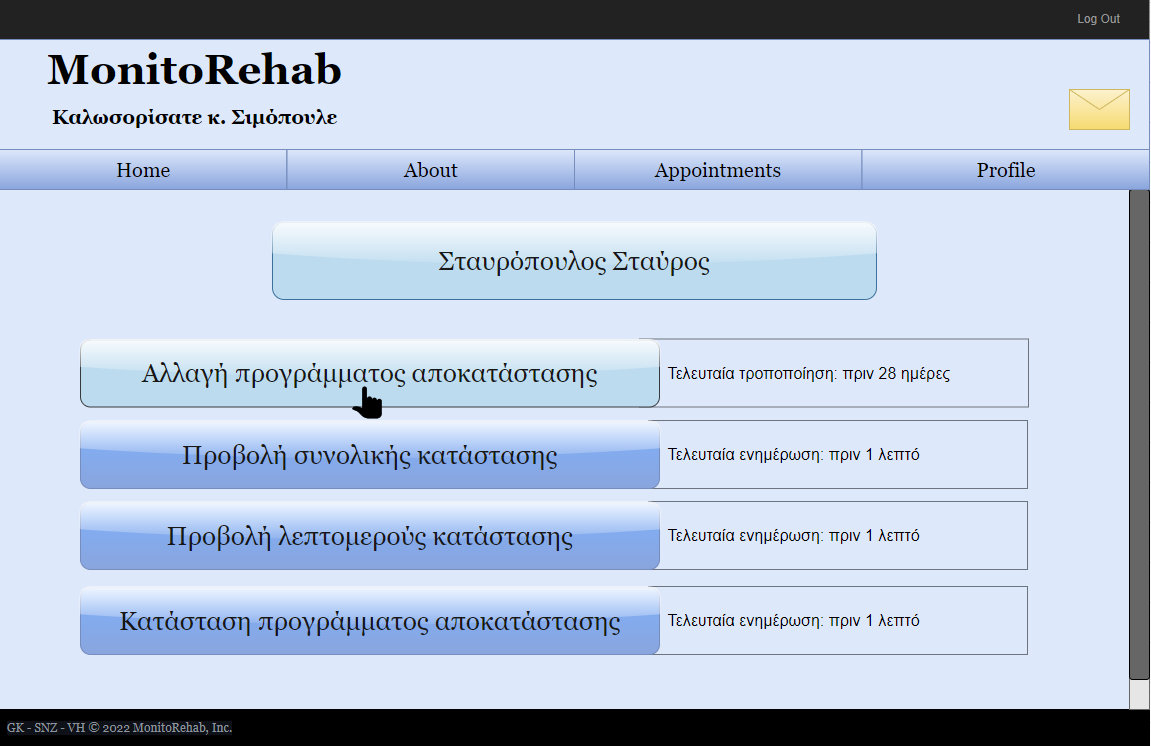 Log Out
MonitoRehab
Καλωσορίσατε κ. Σιμόπουλε
Home
About
Appointments
Profile
Σταυρόπουλος Σταύρος
Αλλαγή προγράμματος αποκατάστασης
Τελευταία τροποποίηση: πριν 28 ημέρες
Προβολή συνολικής κατάστασης
Τελευταία ενημέρωση: πριν 1 λεπτό
Προβολή λεπτομερούς κατάστασης
Τελευταία ενημέρωση: πριν 1 λεπτό
Κατάσταση προγράμματος αποκατάστασης
Τελευταία ενημέρωση: πριν 1 λεπτό
GK - SNZ - VH © 2022 MonitoRehab, Inc.